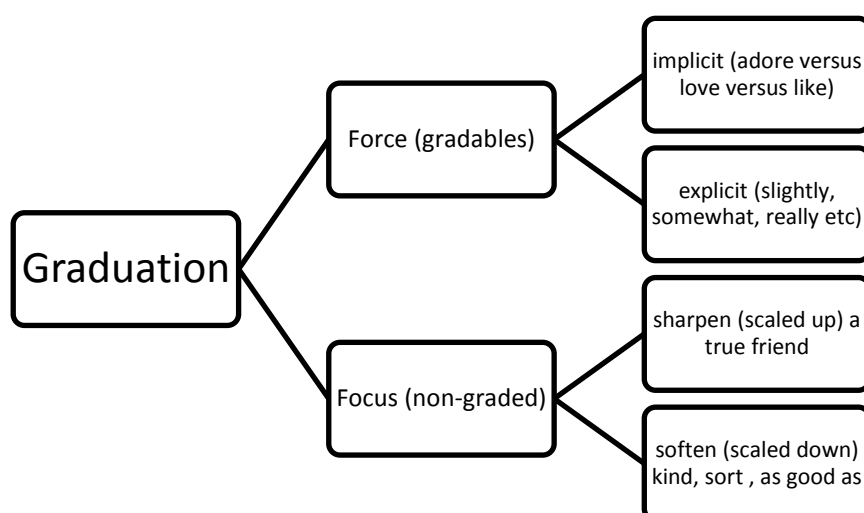 Graduation
Force (gradables)
implicit (adore versus
love versus like)
explicit (slightly,
somewhat, really etc)
Focus (non-graded)
sharpen (scaled up) a
true friend
soften (scaled down)
kind, sort , as good as